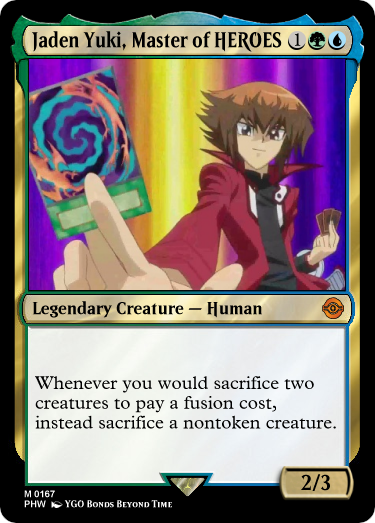 Jaden Yuki, Master of HEROES 1
Legendary Creature — Human
Whenever you would sacrifice two
creatures to pay a fusion cost,
instead sacrifice a nontoken creature.
2/3
M 0167
PHW YGO Bonds Beyond Time